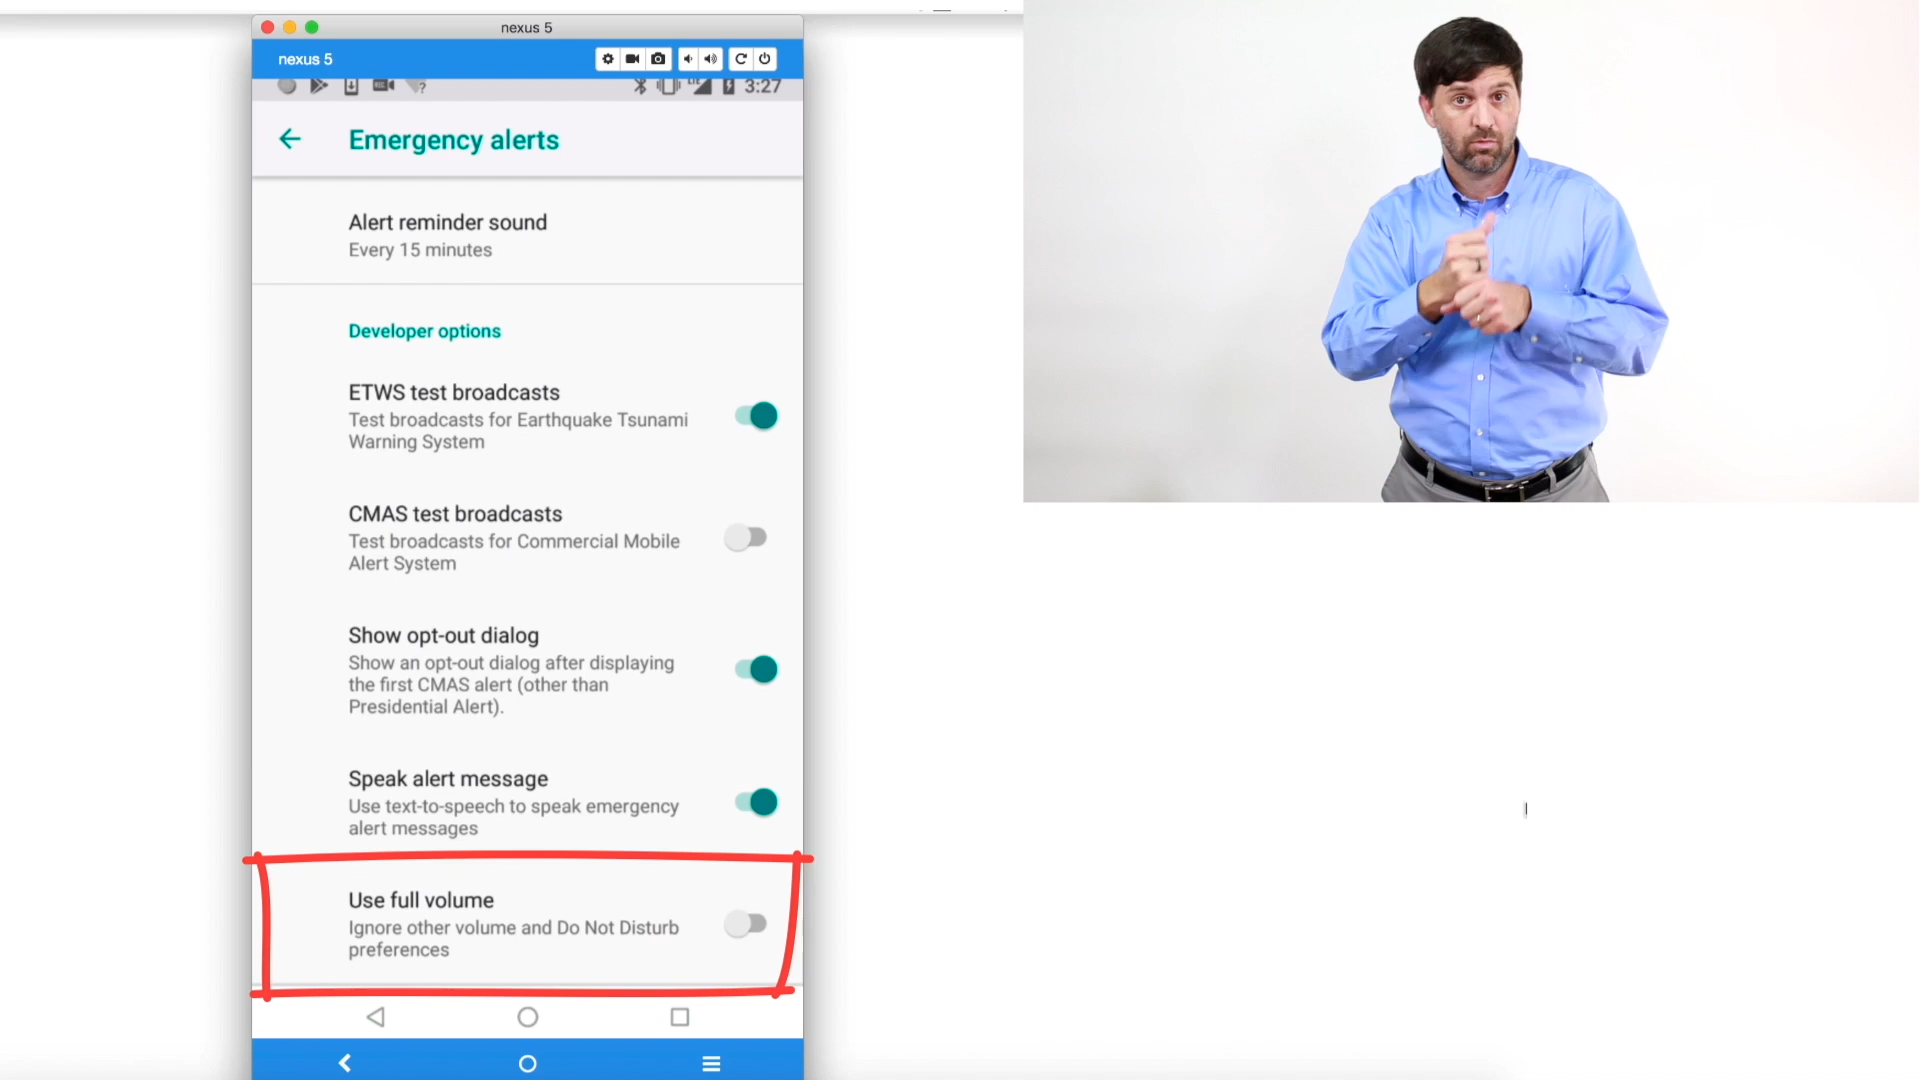 nexus 5
nexus 5
3:27
Emergency alerts
Alert reminder sound
Every 15 minutes
Developer options
ETWS test broadcasts
Test broadcasts for Earthquake Tsunami
Warning System
CMAS test broadcasts
Test broadcasts for Commercial Mobile
Alert System
Show opt-out dialog
Show an opt-out dialog after displaying
the first CMAS alert (other than
Presidential Alert).
Speak alert message
Use text-to-speech to speak emergency
alert messages
Use full volume
Ignore other volume and Do Not Disturb
preferences